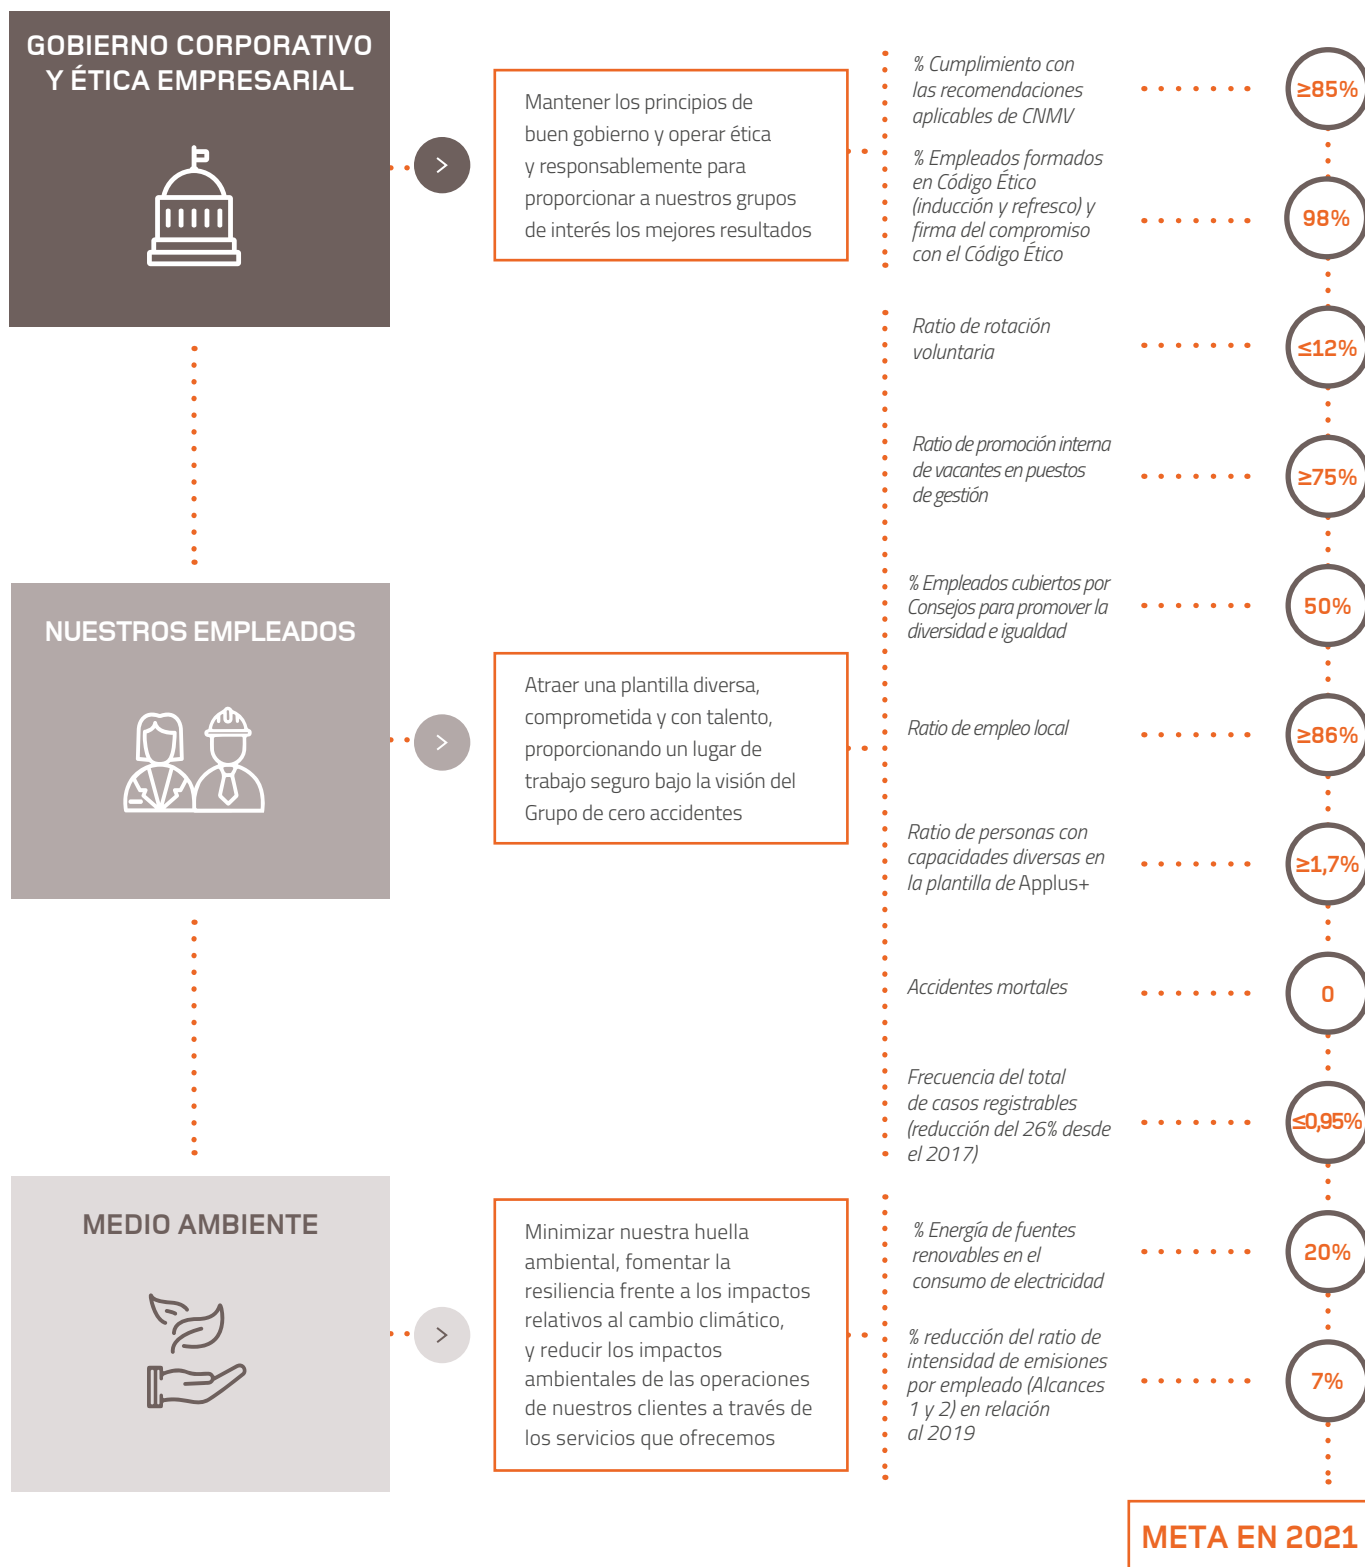 GOBIERNO CORPORATIVO
Y ÉTICA EMPRESARIAL
Mantener los principios de
buen gobierno y operar ética
y responsablemente para
proporcionar a nuestros grupos
de interés los mejores resultados
% Cumplimiento con
las recomendaciones
aplicables de CNMV
≥85%
% Empleados formados
en Código Ético
(inducción y refresco) y
firma del compromiso
con el Código Ético
98%
NUESTROS EMPLEADOS
Atraer una plantilla diversa,
comprometida y con talento,
proporcionando un lugar de
trabajo seguro bajo la visión del
Grupo de cero accidentes
Ratio de rotación
voluntaria
≤12%
Ratio de promoción interna
de vacantes en puestos
de gestión
≥75%
% Empleados cubiertos por
Consejos para promover la
diversidad e igualdad
50%
Ratio de empleo local
≥86%
Ratio de personas con
capacidades diversas en
la plantilla de Applus+
≥1,7%
Accidentes mortales
0
Frecuencia del total
de casos registrables
(reducción del 26% desde
el 2017)
≤0,95%
MEDIO AMBIENTE
Minimizar nuestra huella
ambiental, fomentar la
resiliencia frente a los impactos
relativos al cambio climático,
y reducir los impactos
ambientales de las operaciones
de nuestros clientes a través de
los servicios que ofrecemos
% Energía de fuentes
renovables en el
consumo de electricidad
20%
% reducción del ratio de
intensidad de emisiones
por empleado (Alcances
1 y 2) en relación
al 2019
7%
META EN 2021